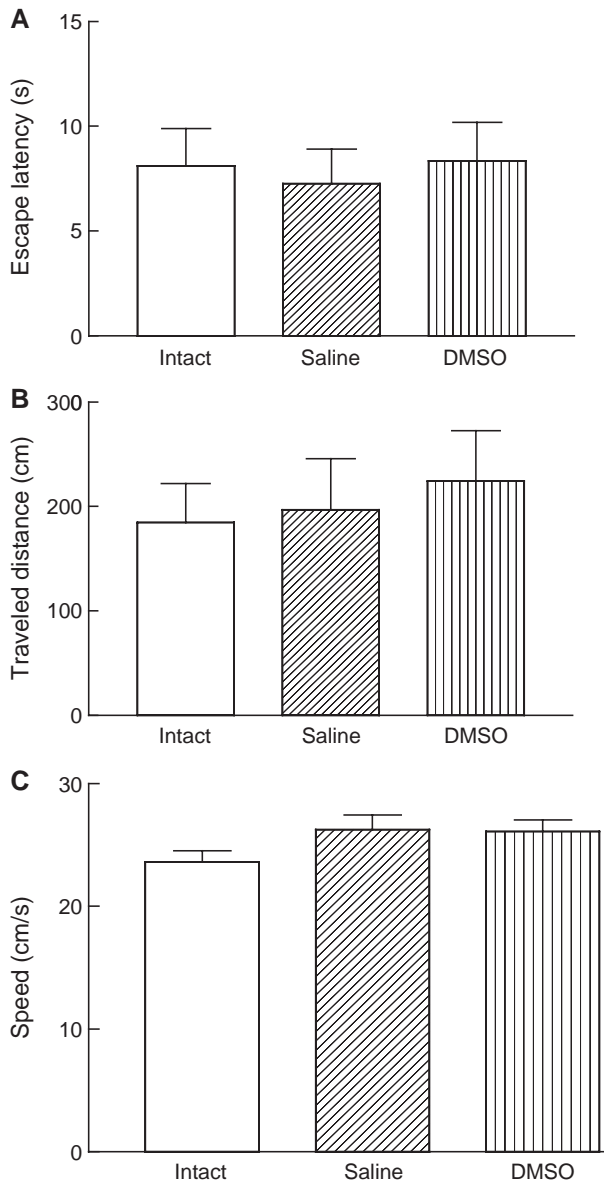 A
Escape latency (s)
15
10
5
0
Intact Saline DMSO
B
Traveled distance (cm)
300
200
100
0
Intact Saline DMSO
C
Speed (cm/s)
30
20
10
0
Intact Saline DMSO